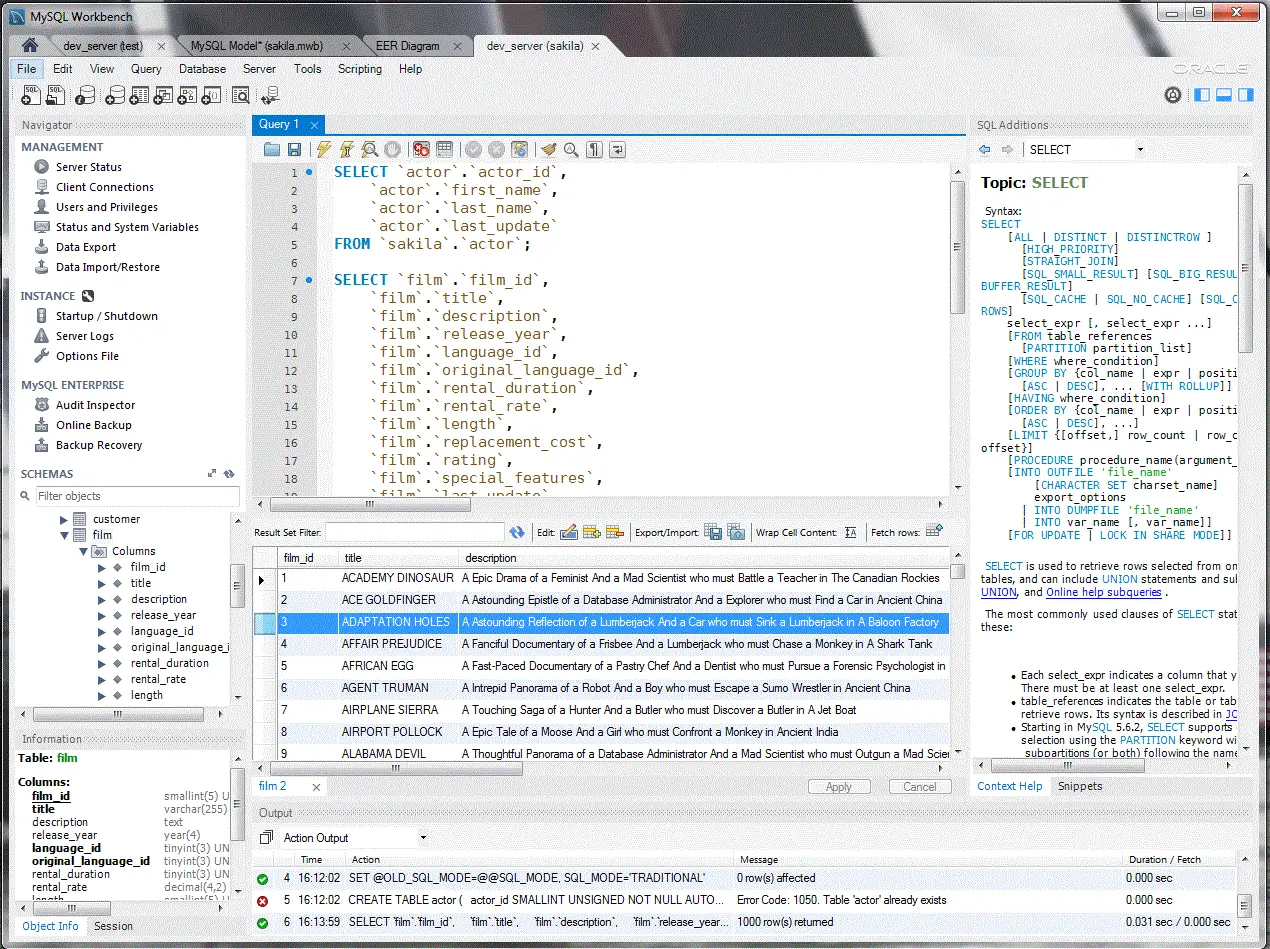 MySQL Workbench
dev_server (test)
MySQL Model* (sakila.mwb)
EER Diagram
dev_server (sakila)
File Edit View Query Database Server Tools Scripting Help
ORACLE
Navigator
MANAGEMENT
Server Status
Client Connections
Users and Privileges
Status and System Variables
Data Export
Data Import/Restore
INSTANCE
Startup / Shutdown
Server Logs
Options File
MySQL ENTERPRISE
Audit Inspector
Online Backup
Backup Recovery
SCHEMAS
Filter objects
customer
film
Columns
film_id
title
description
release_year
language_id
original_language_i
rental_duration
rental_rate
length
Information
Table: film
Columns:
film_id smallint(5) U
title varchar(255)
description text
release_year year(4)
language_id tinyint(3) UN
original_language_id tinyint(3) UN
rental_duration tinyint(3) UN
rental_rate decimal(4,2)
length smallint(5) U
Object Info Session
Query 1
1 SELECT `actor`.`actor_id`,
2 `actor`.`first_name`,
3 `actor`.`last_name`,
4 `actor`.`last_update`
5 FROM `sakila`.`actor`;
6
7 SELECT `film`.`film_id`,
8 `film`.`title`,
9 `film`.`description`,
10 `film`.`release_year`,
11 `film`.`language_id`,
12 `film`.`original_language_id`,
13 `film`.`rental_duration`,
14 `film`.`rental_rate`,
15 `film`.`length`,
16 `film`.`replacement_cost`,
17 `film`.`rating`,
18 `film`.`special_features`,
19 `film`.`last_update`
Result Set Filter: Edit: Export/Import: Wrap Cell Content: Fetch rows:
film_id title description
1 ACADEMY DINOSAUR A Epic Drama of a Feminist And a Mad Scientist who must Battle a Teacher in The Canadian Rockies
2 ACE GOLDFINGER A Astounding Epistle of a Database Administrator And a Explorer who must Find a Car in Ancient China
3 ADAPTATION HOLES A Astounding Reflection of a Lumberjack And a Car who must Sink a Lumberjack in A Baloon Factory
4 AFFAIR PREJUDICE A Fanciful Documentary of a Frisbee And a Lumberjack who must Chase a Monkey in A Shark Tank
5 AFRICAN EGG A Fast-Paced Documentary of a Pastry Chef And a Dentist who must Pursue a Forensic Psychologist in
6 AGENT TRUMAN A Intrepid Panorama of a Robot And a Boy who must Escape a Sumo Wrestler in Ancient China
7 AIRPLANE SIERRA A Touching Saga of a Hunter And a Butler who must Discover a Butler in A Jet Boat
8 AIRPORT POLLOCK A Epic Tale of a Moose And a Girl who must Confront a Monkey in Ancient India
9 ALABAMA DEVIL A Thoughtful Panorama of a Database Administrator And a Mad Scientist who must Outgun a Mad Scie
film 2
Apply Cancel
Output
Action Output
Time Action Message Duration / Fetch
4 16:12:02 SET @OLD_SQL_MODE=@@SQL_MODE, SQL_MODE='TRADITIONAL' 0 row(s) affected 0.000 sec
5 16:12:02 CREATE TABLE actor ( actor_id SMALLINT UNSIGNED NOT NULL AUTO... Error Code: 1050. Table 'actor' already exists 0.000 sec
6 16:13:59 SELECT `film`.`film_id`, `film`.`title`, `film`.`description`, `film`.`release_year... 1000 row(s) returned 0.031 sec / 0.000 sec
SQL Additions
SELECT
Topic: SELECT
Syntax:
SELECT
[ALL | DISTINCT | DISTINCTROW ]
[HIGH_PRIORITY]
[STRAIGHT_JOIN]
[SQL_SMALL_RESULT] [SQL_BIG_RESUL
BUFFER_RESULT]
[SQL_CACHE | SQL_NO_CACHE] [SQL_C
ROWS]
select_expr [, select_expr ...]
[FROM table_references
[PARTITION partition_list]
[WHERE where_condition]
[GROUP BY {col_name | expr | positi
[ASC | DESC], ... [WITH ROLLUP]]
[HAVING where_condition]
[ORDER BY {col_name | expr | positi
[ASC | DESC], ...]
[LIMIT {[offset,] row_count | row_c
offset}]
[PROCEDURE procedure_name(argument_
[INTO OUTFILE 'file_name'
[CHARACTER SET charset_name]
export_options
| INTO DUMPFILE 'file_name'
| INTO var_name [, var_name]]
[FOR UPDATE | LOCK IN SHARE MODE]]
SELECT is used to retrieve rows selected from on
tables, and can include UNION statements and sul
UNION, and Online help subqueries .
The most commonly used clauses of SELECT stat
these:
Each select_expr indicates a column that y
There must be at least one select_expr.
table_references indicates the table or tab
retrieve rows. Its syntax is described in JO
Starting in MySQL 5.6.2, SELECT supports
selection using the PARTITION keyword wi
subpartitions (or both) following the name
Context Help Snippets